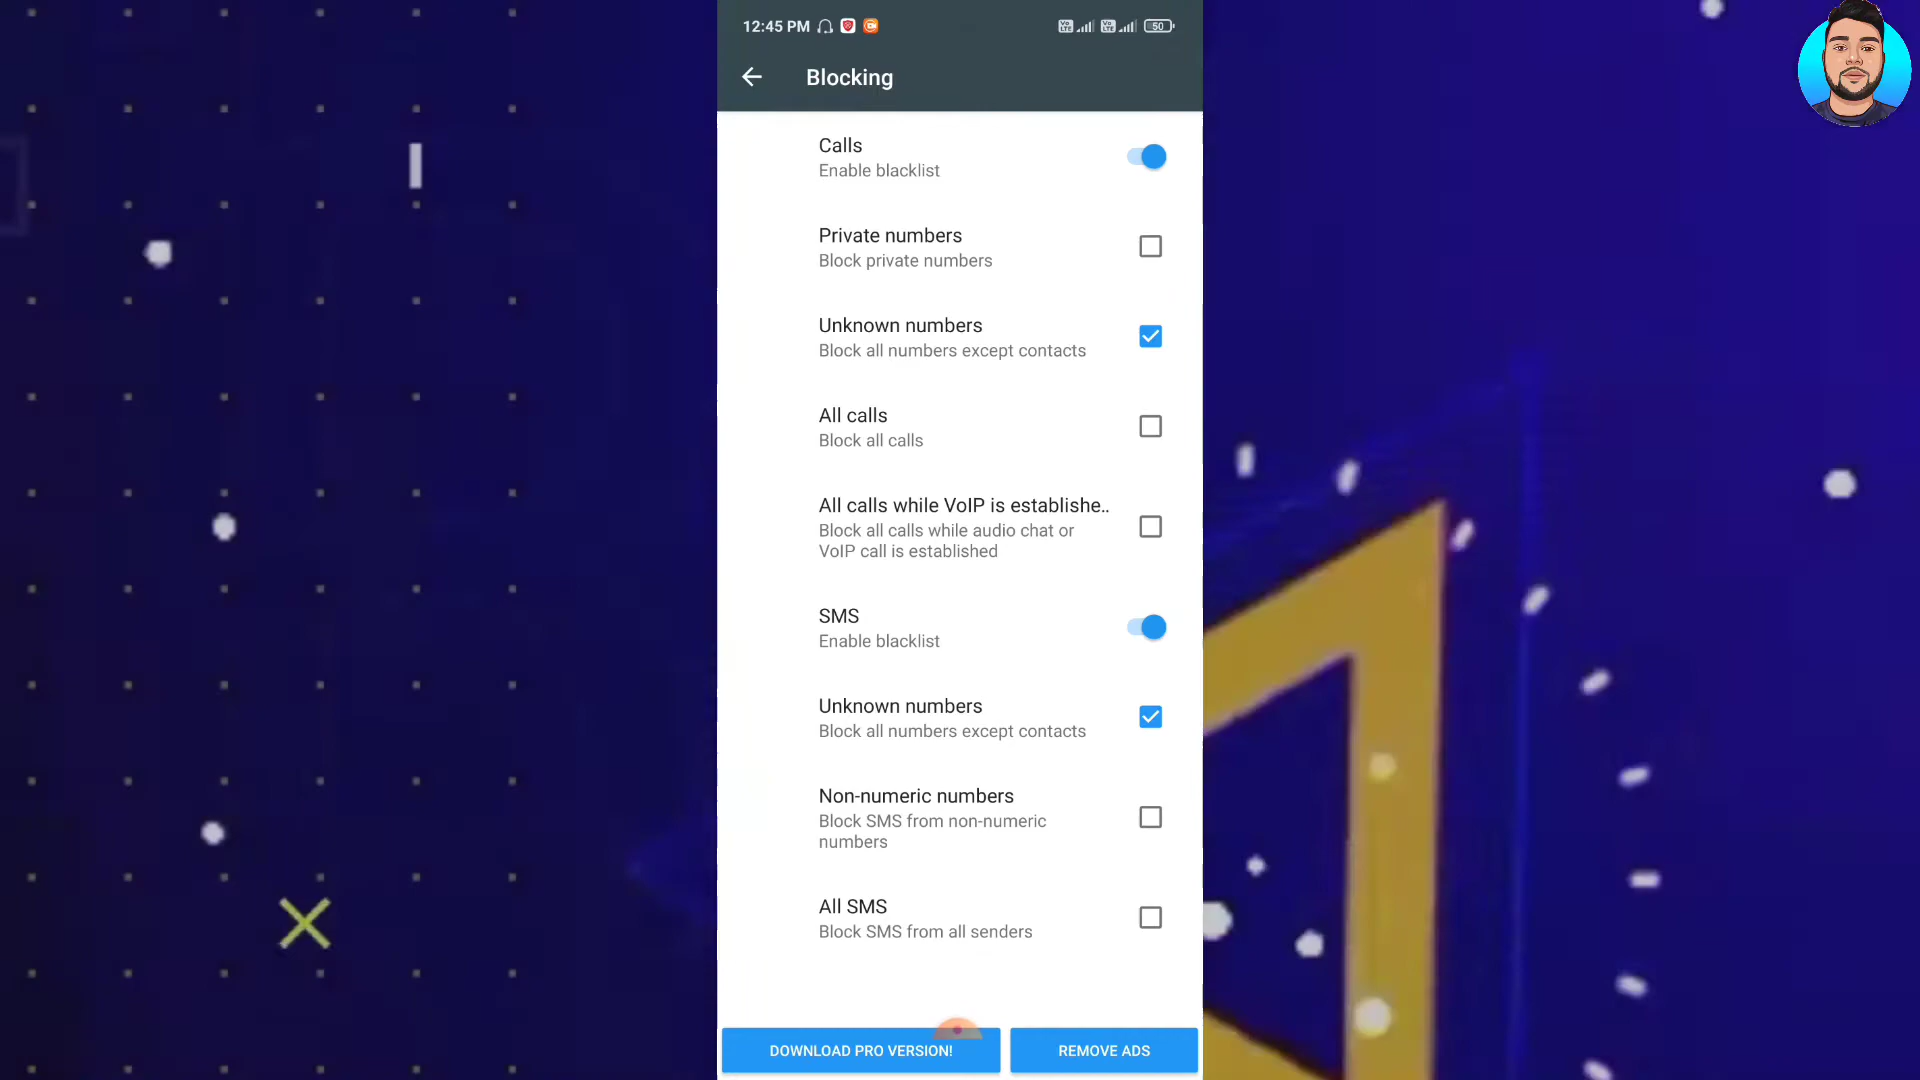 12:45 PM
50
Blocking
Calls
Enable blacklist
Private numbers
Block private numbers
Unknown numbers
Block all numbers except contacts
All calls
Block all calls
All calls while VoIP is establishe..
Block all calls while audio chat or
VoIP call is established
SMS
Enable blacklist
Unknown numbers
Block all numbers except contacts
Non-numeric numbers
Block SMS from non-numeric
numbers
All SMS
Block SMS from all senders
DOWNLOAD PRO VERSION!
REMOVE ADS